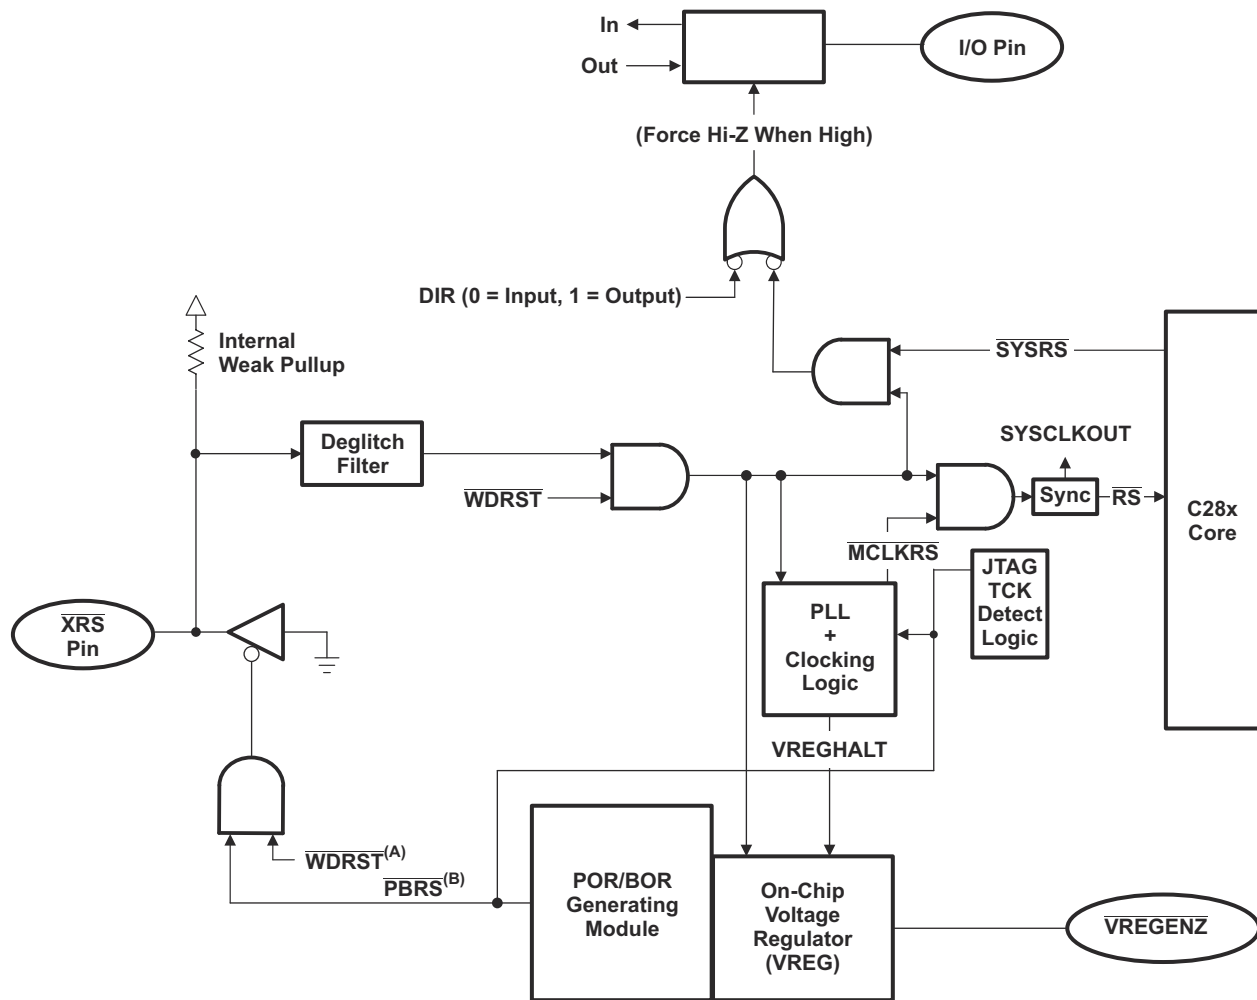 In
Out
I/O Pin
(Force Hi-Z When High)
DIR (0 = Input, 1 = Output)
Internal
Weak Pullup
SYSRS
Deglitch
Filter
WDRST
SYSCLKOUT
Sync
RS
C28x
Core
MCLKRS
JTAG
TCK
Detect
Logic
XRS
Pin
PLL
+
Clocking
Logic
VREGHALT
WDRST(A)
PBRS(B)
POR/BOR
Generating
Module
On-Chip
Voltage
Regulator
(VREG)
VREGENZ